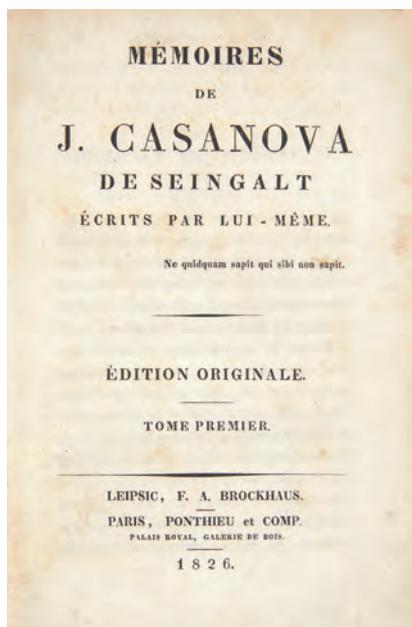 MÉMOIRES
DE
J. CASANOVA
DE SEINGALT
ÉCRITS PAR LUI-MÊME.
Ne quidquam sapit qui sibi non sapit.
ÉDITION ORIGINALE.
TOME PREMIER.
LEIPSIC, F. A. BROCKHAUS.
PARIS, PONTHIEU et COMP.
PALAIS ROYAL, GALERIE DE BOIS.
1826.